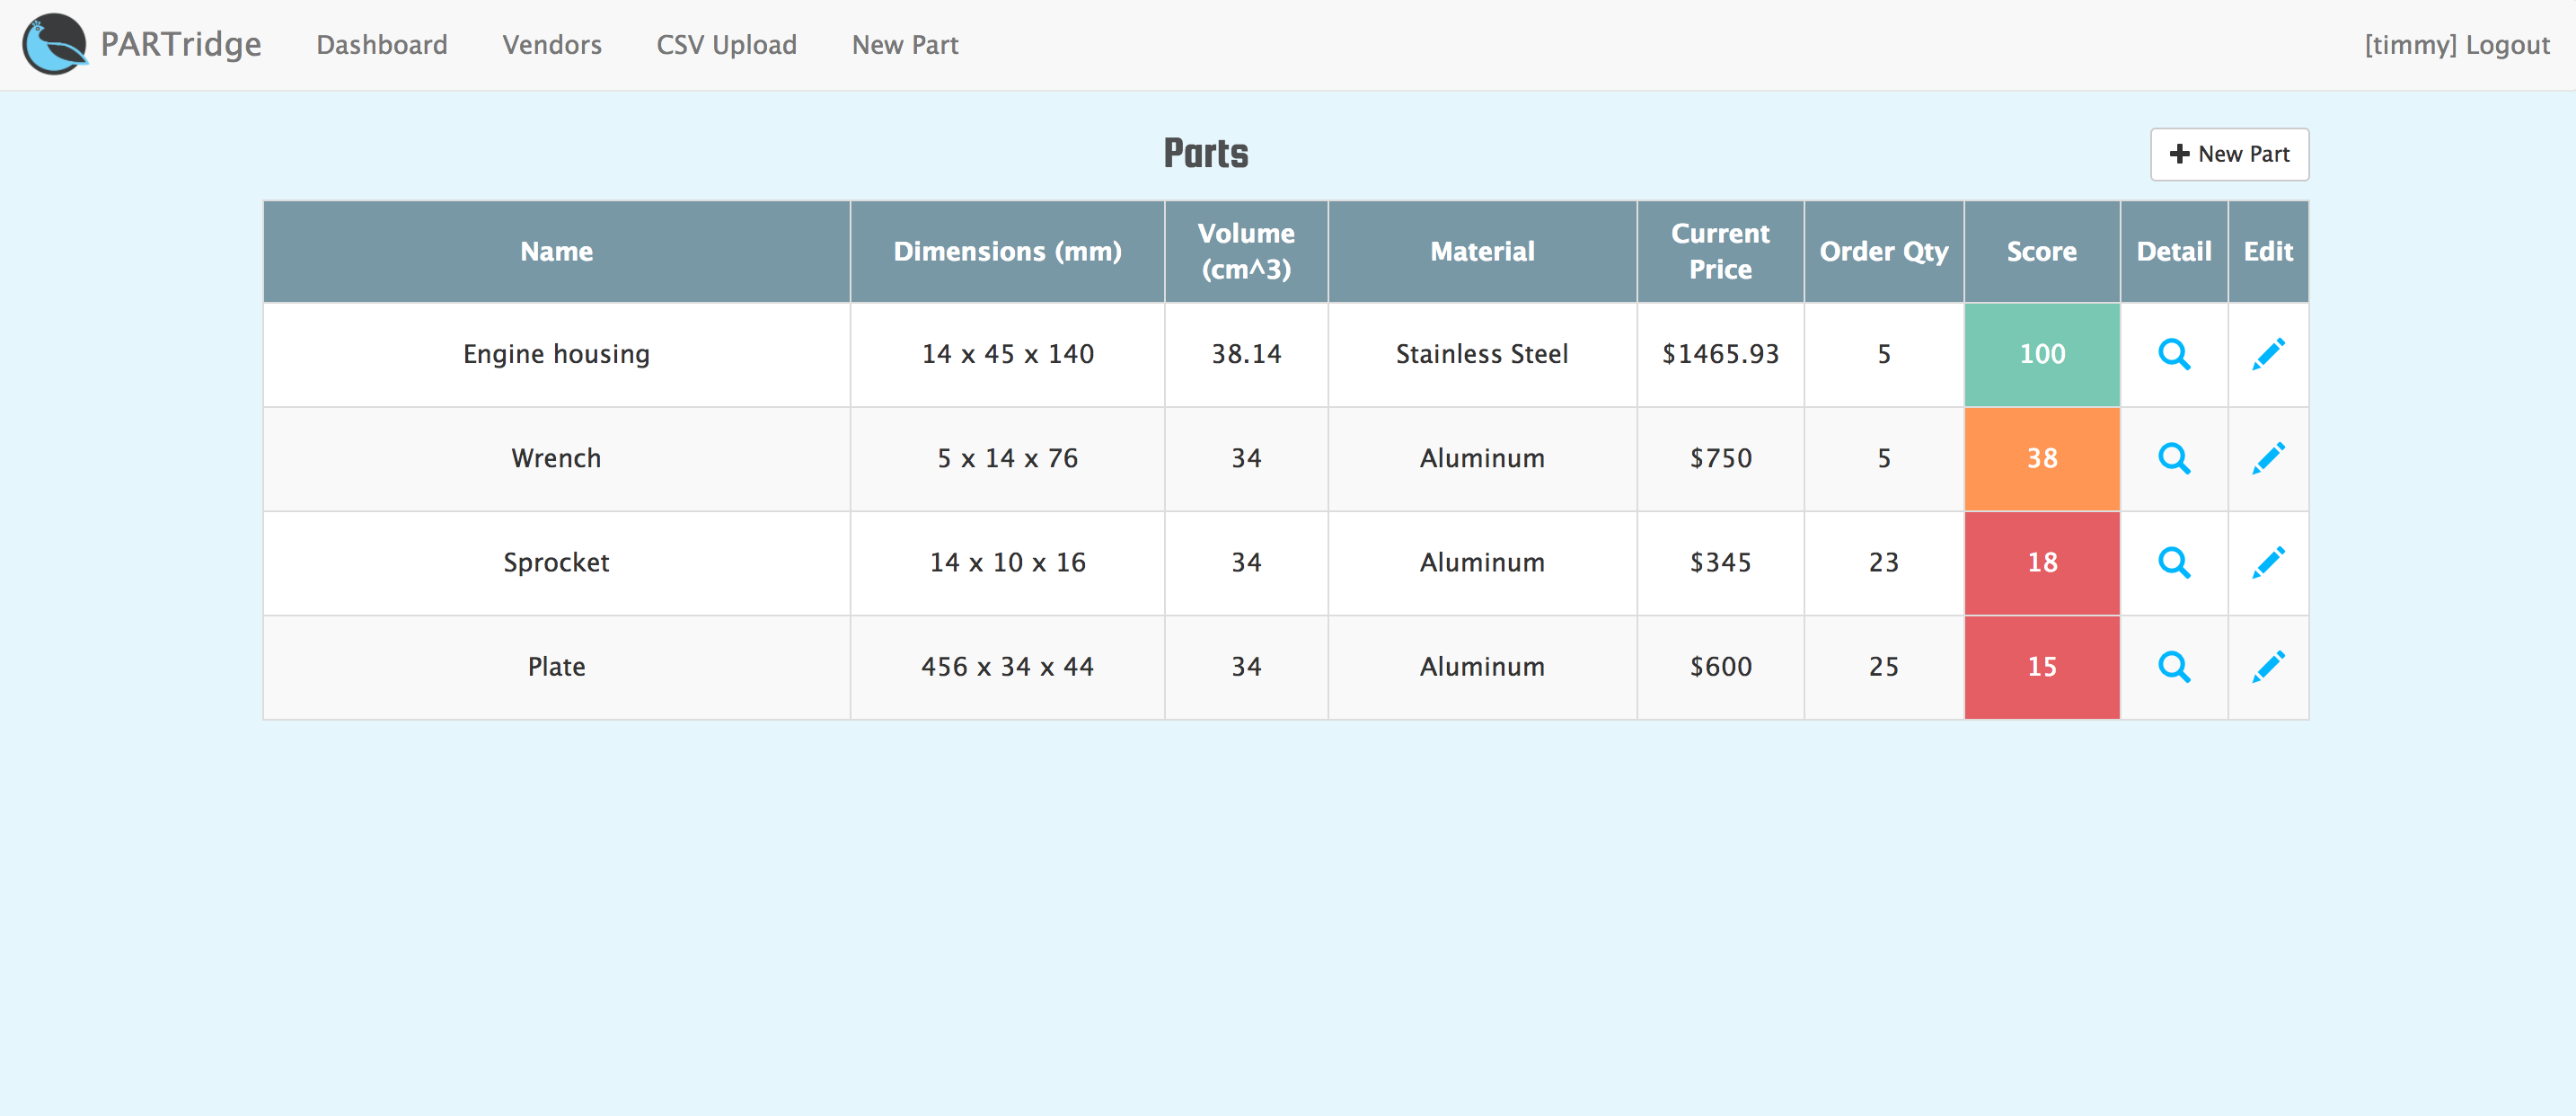 PARTridge Dashboard Vendors CSV Upload New Part [timmy] Logout
Parts
New Part
Name Dimensions (mm) Volume (cm^3) Material Current Price Order Qty Score Detail Edit
Engine housing 14 x 45 x 140 38.14 Stainless Steel $1465.93 5 100
Wrench 5 x 14 x 76 34 Aluminum $750 5 38
Sprocket 14 x 10 x 16 34 Aluminum $345 23 18
Plate 456 x 34 x 44 34 Aluminum $600 25 15